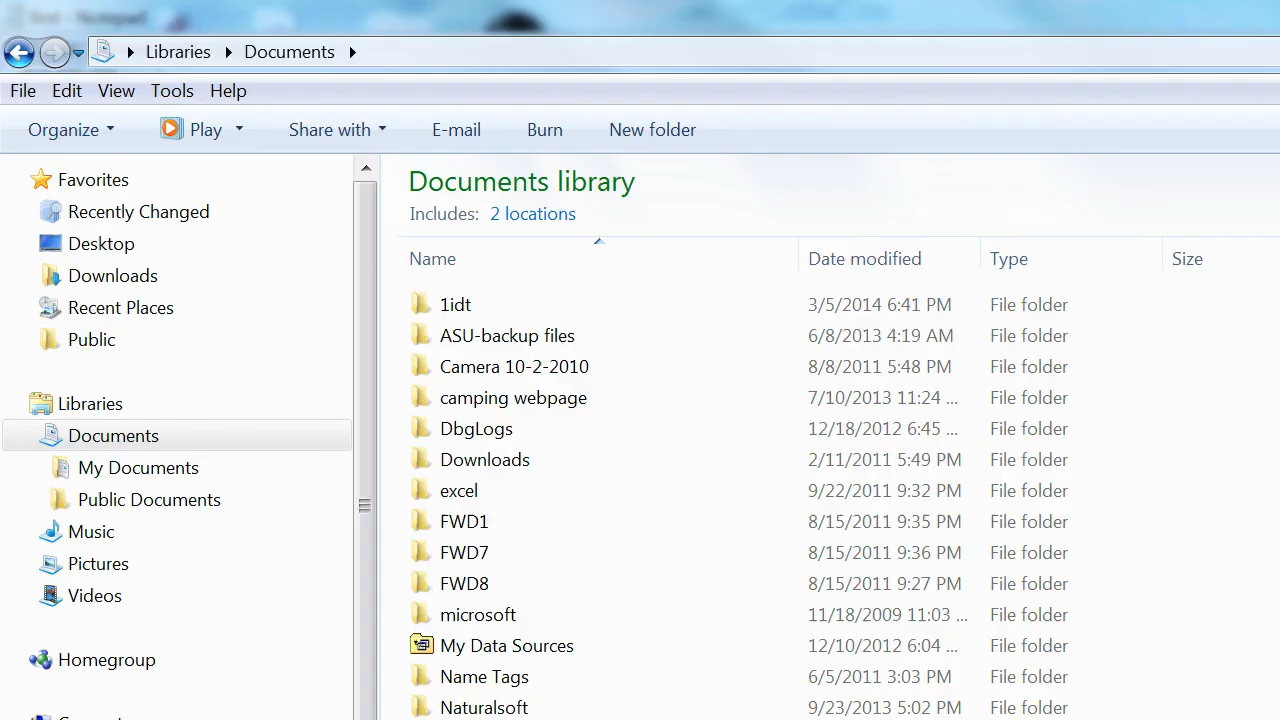 Libraries Documents
File Edit View Tools Help
Organize Play Share with E-mail Burn New folder
Favorites
Recently Changed
Desktop
Downloads
Recent Places
Public
Libraries
Documents
My Documents
Public Documents
Music
Pictures
Videos
Homegroup
Documents library
Includes: 2 locations
Name Date modified Type Size
1idt 3/5/2014 6:41 PM File folder
ASU-backup files 6/8/2013 4:19 AM File folder
Camera 10-2-2010 8/8/2011 5:48 PM File folder
camping webpage 7/10/2013 11:24 ... File folder
DbgLogs 12/18/2012 6:45 ... File folder
Downloads 2/11/2011 5:49 PM File folder
excel 9/22/2011 9:32 PM File folder
FWD1 8/15/2011 9:35 PM File folder
FWD7 8/15/2011 9:36 PM File folder
FWD8 8/15/2011 9:27 PM File folder
microsoft 11/18/2009 11:03 ... File folder
My Data Sources 12/10/2012 6:04 ... File folder
Name Tags 6/5/2011 3:03 PM File folder
Naturalsoft 9/23/2013 5:02 PM File folder